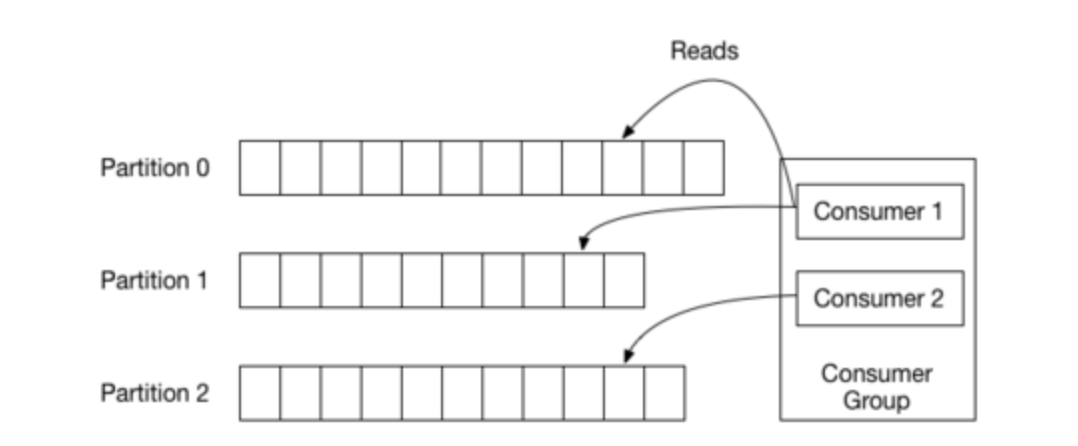 Reads
Partition 0
Consumer 1
Partition 1
Consumer 2
Partition 2
Consumer
Group